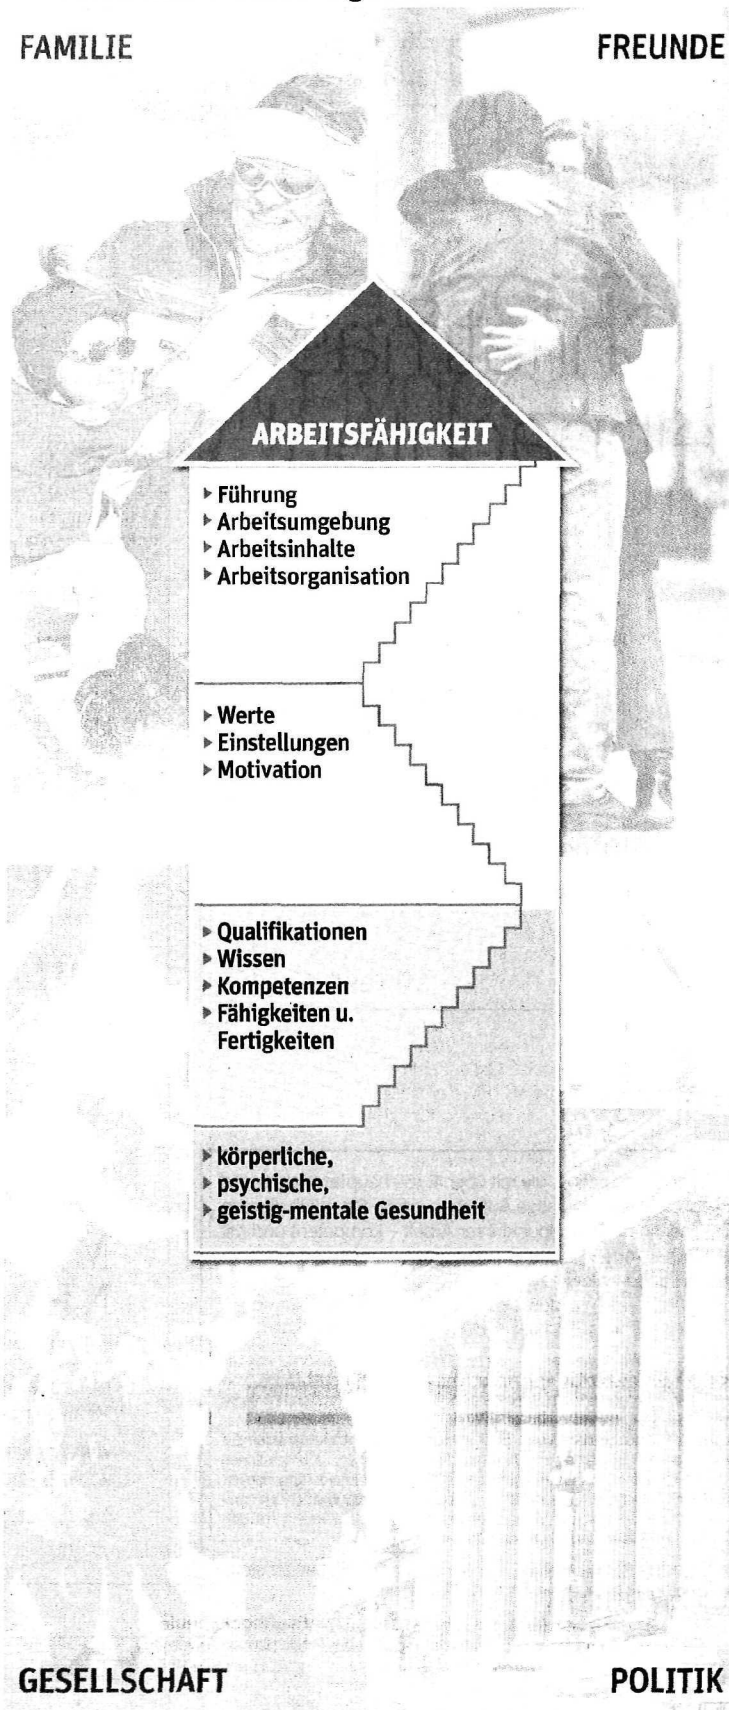 FAMILIE
FREUNDE
ARBEITSFÄHIGKEIT
▸ Führung
▸ Arbeitsumgebung
▸ Arbeitsinhalte
▸ Arbeitsorganisation
▸ Werte
▸ Einstellungen
▸ Motivation
▸ Qualifikationen
▸ Wissen
▸ Kompetenzen
▸ Fähigkeiten u.
Fertigkeiten
▸ körperliche,
▸ psychische,
▸ geistig-mentale Gesundheit
GESELLSCHAFT
POLITIK